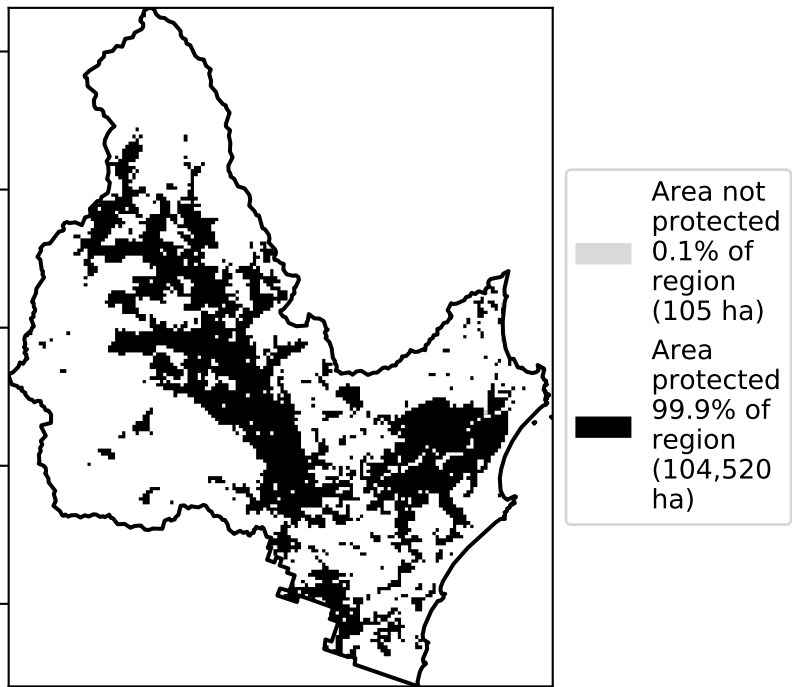 Area not
protected
0.1% of
region
(105 ha)
Area
protected
99.9% of
region
(104,520
ha)